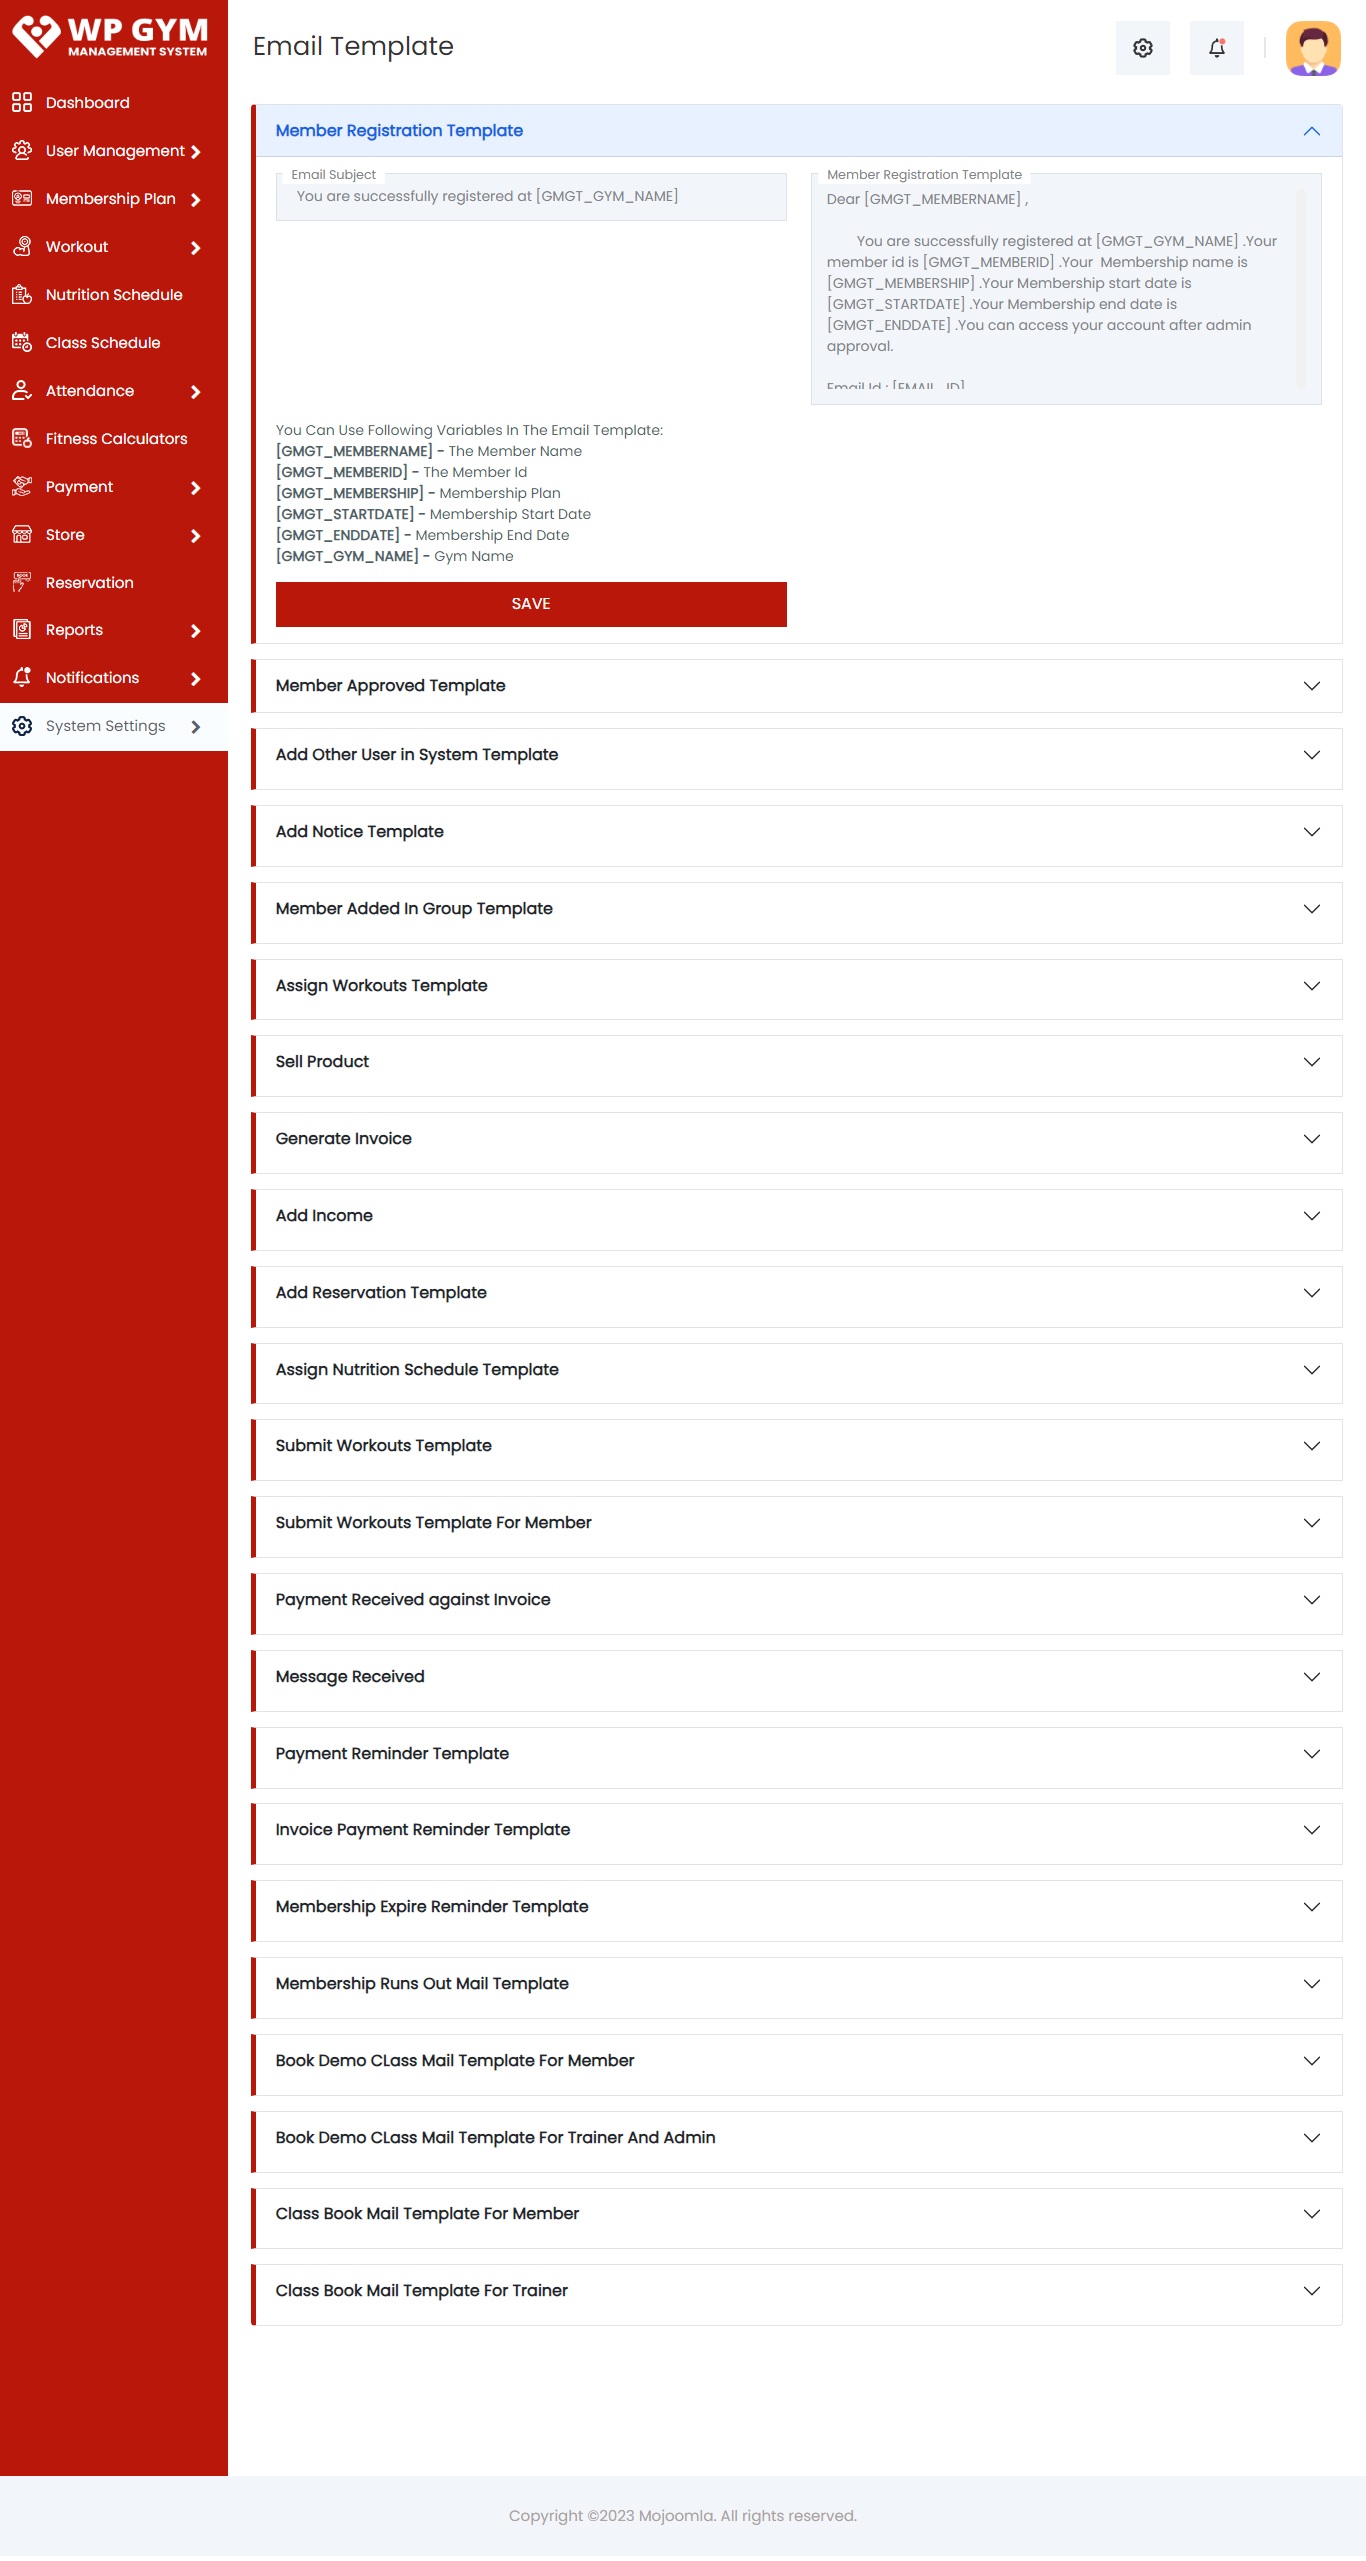 WP GYM
MANAGEMENT SYSTEM
Dashboard
User Management
Membership Plan
Workout
Nutrition Schedule
Class Schedule
Attendance
Fitness Calculators
Payment
Store
Reservation
Reports
Notifications
System Settings
Email Template
Member Registration Template
Email Subject
You are successfully registered at [GMGT_GYM_NAME]
Member Registration Template
Dear [GMGT_MEMBERNAME] ,
You are successfully registered at [GMGT_GYM_NAME] .Your
member id is [GMGT_MEMBERID] .Your  Membership name is
[GMGT_MEMBERSHIP] .Your Membership start date is
[GMGT_STARTDATE] .Your Membership end date is
[GMGT_ENDDATE] .You can access your account after admin
approval.
Email Id : [EMAIL_ID]
You Can Use Following Variables In The Email Template:
[GMGT_MEMBERNAME] - The Member Name
[GMGT_MEMBERID] - The Member Id
[GMGT_MEMBERSHIP] - Membership Plan
[GMGT_STARTDATE] - Membership Start Date
[GMGT_ENDDATE] - Membership End Date
[GMGT_GYM_NAME] - Gym Name
SAVE
Member Approved Template
Add Other User in System Template
Add Notice Template
Member Added In Group Template
Assign Workouts Template
Sell Product
Generate Invoice
Add Income
Add Reservation Template
Assign Nutrition Schedule Template
Submit Workouts Template
Submit Workouts Template For Member
Payment Received against Invoice
Message Received
Payment Reminder Template
Invoice Payment Reminder Template
Membership Expire Reminder Template
Membership Runs Out Mail Template
Book Demo CLass Mail Template For Member
Book Demo CLass Mail Template For Trainer And Admin
Class Book Mail Template For Member
Class Book Mail Template For Trainer
Copyright ©2023 Mojoomla. All rights reserved.